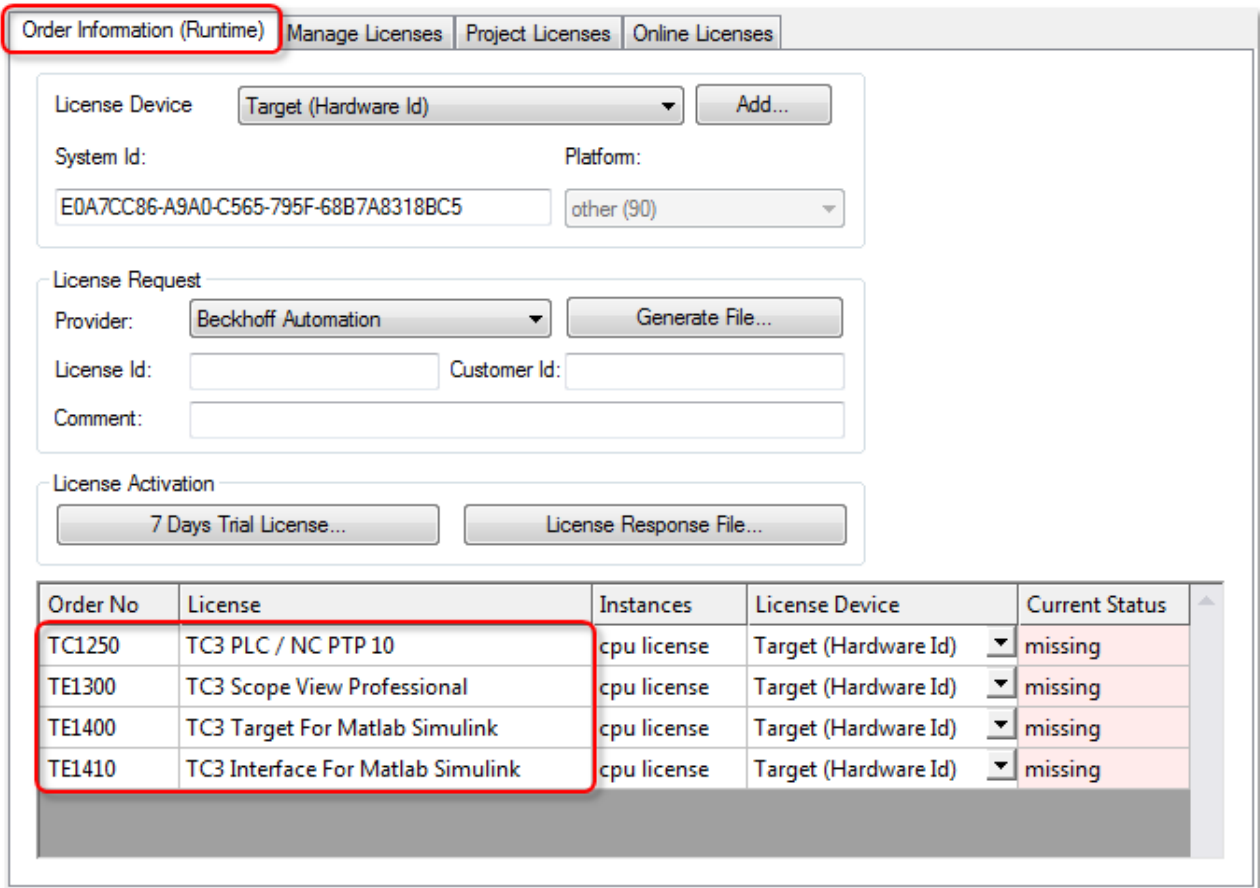 Order Information (Runtime) Manage Licenses Project Licenses Online Licenses
License Device Target (Hardware Id) Add...
System Id: Platform:
E0A7CC86-A9A0-C565-795F-68B7A8318BC5 other (90)
License Request
Provider: Beckhoff Automation Generate File...
License Id: Customer Id:
Comment:
License Activation
7 Days Trial License... License Response File...
Order No License Instances License Device Current Status
TC1250 TC3 PLC / NC PTP 10 cpu license Target (Hardware Id) missing
TE1300 TC3 Scope View Professional cpu license Target (Hardware Id) missing
TE1400 TC3 Target For Matlab Simulink cpu license Target (Hardware Id) missing
TE1410 TC3 Interface For Matlab Simulink cpu license Target (Hardware Id) missing